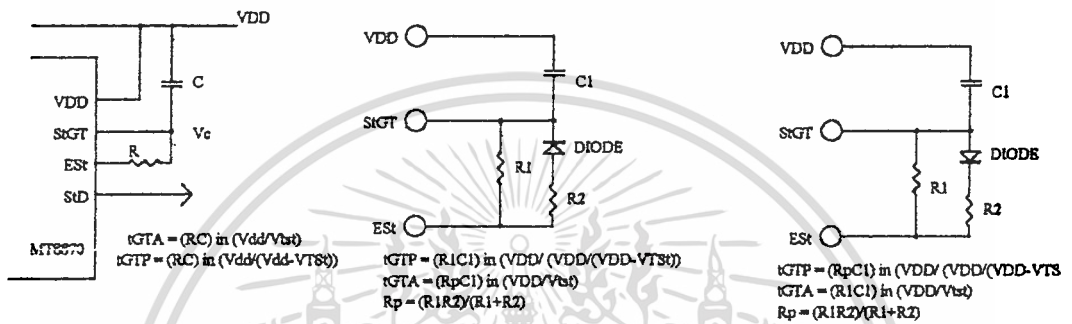 VDD
C
VDD
StGT
Vc
R
ESt
StD
MT8870
tGTA = (RC) in (Vdd/Vtst)
tGTP = (RC) in (Vdd/(Vdd-VTSt))
VDD
C1
StGT
DIODE
R1
R2
ESt
tGTP = (R1C1) in (VDD/ (VDD/(VDD-VTSt))
tGTA = (RpC1) in (VDD/Vtst)
Rp = (R1R2)/(R1+R2)
VDD
C1
StGT
DIODE
R1
R2
ESt
tGTP = (RpC1) in (VDD/ (VDD/(VDD-VTS
tGTA = (R1C1) in (VDD/Vtst)
Rp = (R1R2)/(R1+R2)